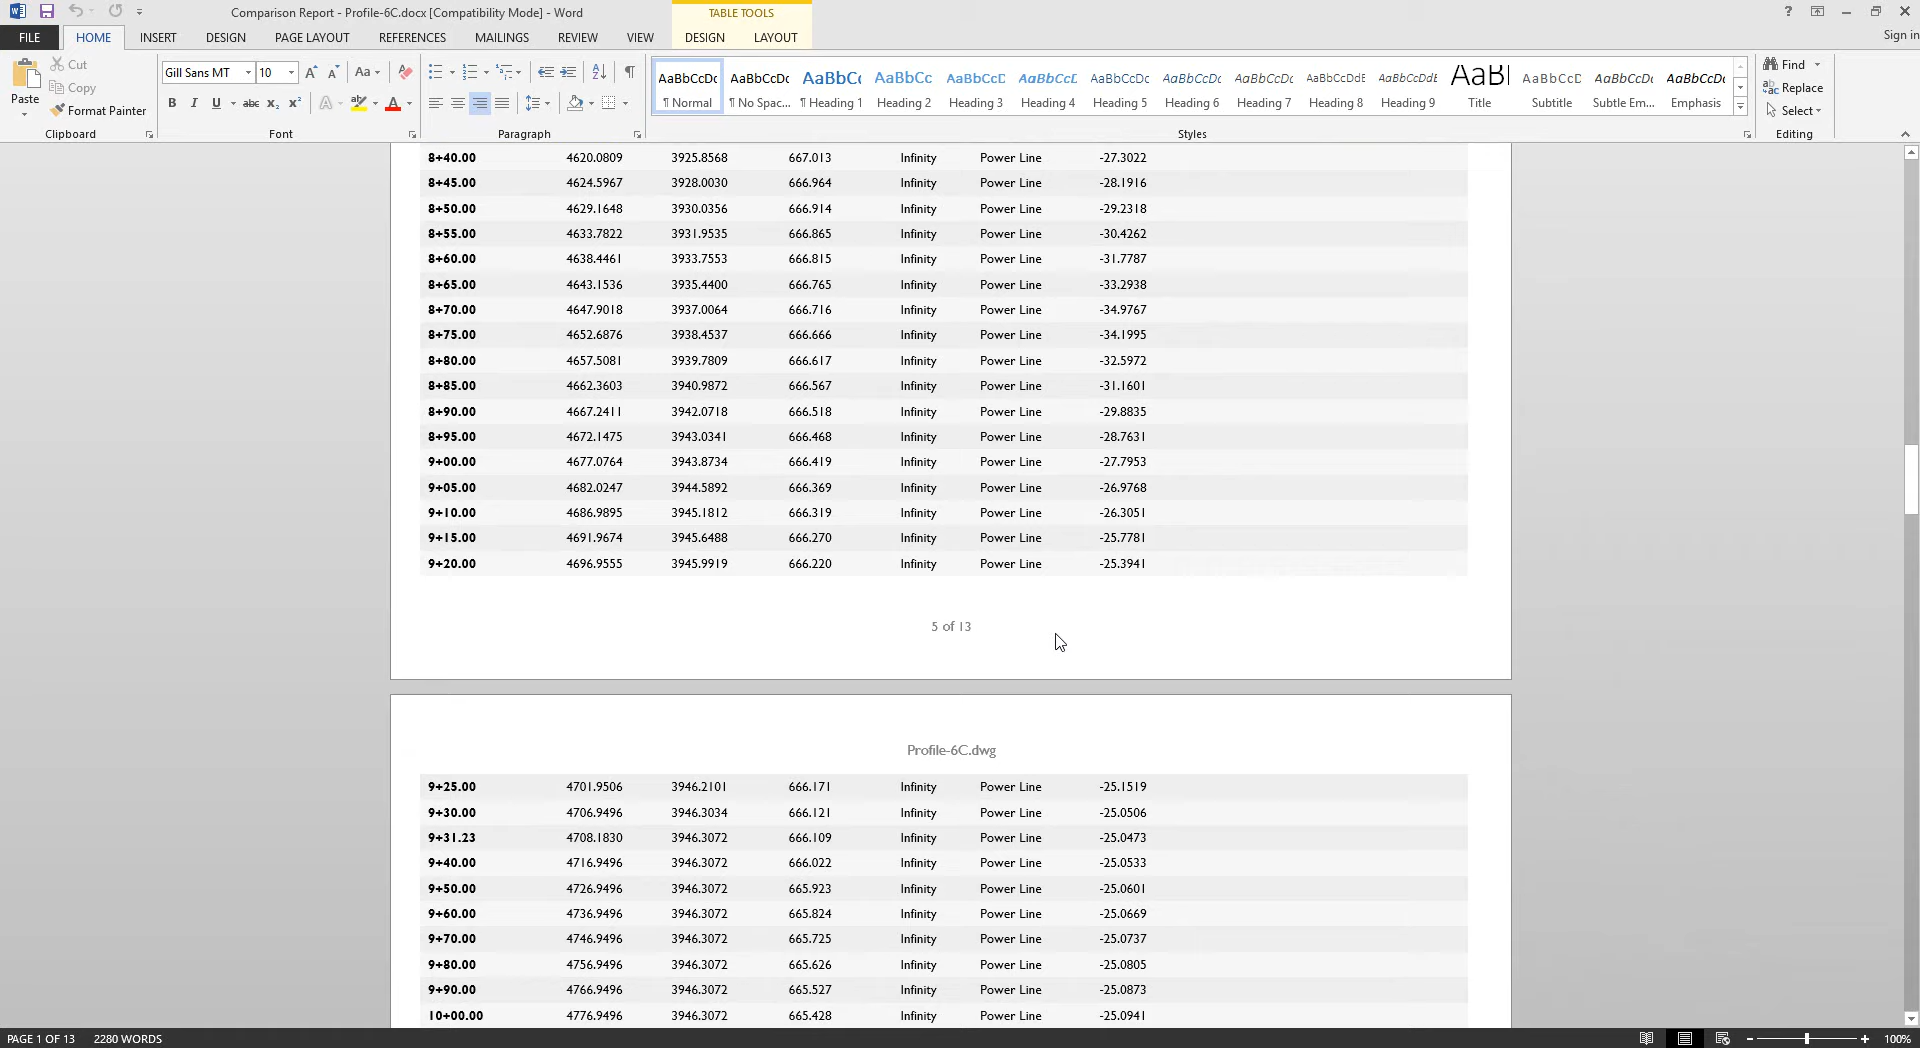 Comparison Report - Profile-6C.docx [Compatibility Mode] - Word
TABLE TOOLS
?
FILE HOME INSERT DESIGN PAGE LAYOUT REFERENCES MAILINGS REVIEW VIEW DESIGN LAYOUT
Sign in
Paste
Cut
Copy
Format Painter
Clipboard
Gill Sans MT 10
Font
Paragraph
AaBbCcDc AaBbCcDc AaBbCc AaBbCc AaBbCcD AaBbCcL AaBbCcDc AaBbCcDc AaBbCcDc AaBbCcDdE AaBbCcDdE AaBl AaBbCcD AaBbCcDc AaBbCcDc
¶ Normal ¶ No Spac... ¶ Heading 1 Heading 2 Heading 3 Heading 4 Heading 5 Heading 6 Heading 7 Heading 8 Heading 9 Title Subtitle Subtle Em... Emphasis
Styles
Find
Replace
Select
Editing
8+40.00 4620.0809 3925.8568 667.013 Infinity Power Line -27.3022
8+45.00 4624.5967 3928.0030 666.964 Infinity Power Line -28.1916
8+50.00 4629.1648 3930.0356 666.914 Infinity Power Line -29.2318
8+55.00 4633.7822 3931.9535 666.865 Infinity Power Line -30.4262
8+60.00 4638.4461 3933.7553 666.815 Infinity Power Line -31.7787
8+65.00 4643.1536 3935.4400 666.765 Infinity Power Line -33.2938
8+70.00 4647.9018 3937.0064 666.716 Infinity Power Line -34.9767
8+75.00 4652.6876 3938.4537 666.666 Infinity Power Line -34.1995
8+80.00 4657.5081 3939.7809 666.617 Infinity Power Line -32.5972
8+85.00 4662.3603 3940.9872 666.567 Infinity Power Line -31.1601
8+90.00 4667.2411 3942.0718 666.518 Infinity Power Line -29.8835
8+95.00 4672.1475 3943.0341 666.468 Infinity Power Line -28.7631
9+00.00 4677.0764 3943.8734 666.419 Infinity Power Line -27.7953
9+05.00 4682.0247 3944.5892 666.369 Infinity Power Line -26.9768
9+10.00 4686.9895 3945.1812 666.319 Infinity Power Line -26.3051
9+15.00 4691.9674 3945.6488 666.270 Infinity Power Line -25.7781
9+20.00 4696.9555 3945.9919 666.220 Infinity Power Line -25.3941
5 of 13
Profile-6C.dwg
9+25.00 4701.9506 3946.2101 666.171 Infinity Power Line -25.1519
9+30.00 4706.9496 3946.3034 666.121 Infinity Power Line -25.0506
9+31.23 4708.1830 3946.3072 666.109 Infinity Power Line -25.0473
9+40.00 4716.9496 3946.3072 666.022 Infinity Power Line -25.0533
9+50.00 4726.9496 3946.3072 665.923 Infinity Power Line -25.0601
9+60.00 4736.9496 3946.3072 665.824 Infinity Power Line -25.0669
9+70.00 4746.9496 3946.3072 665.725 Infinity Power Line -25.0737
9+80.00 4756.9496 3946.3072 665.626 Infinity Power Line -25.0805
9+90.00 4766.9496 3946.3072 665.527 Infinity Power Line -25.0873
10+00.00 4776.9496 3946.3072 665.428 Infinity Power Line -25.0941
PAGE 1 OF 13 2280 WORDS
100%